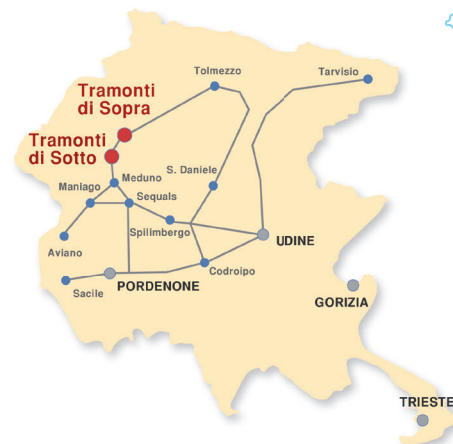 Tolmezzo
Tarvisio
Tramonti
di Sopra
Tramonti
di Sotto
S. Daniele
Meduno
Maniago
Sequals
Spilimbergo
UDINE
Aviano
Codroipo
PORDENONE
Sacile
GORIZIA
TRIESTE